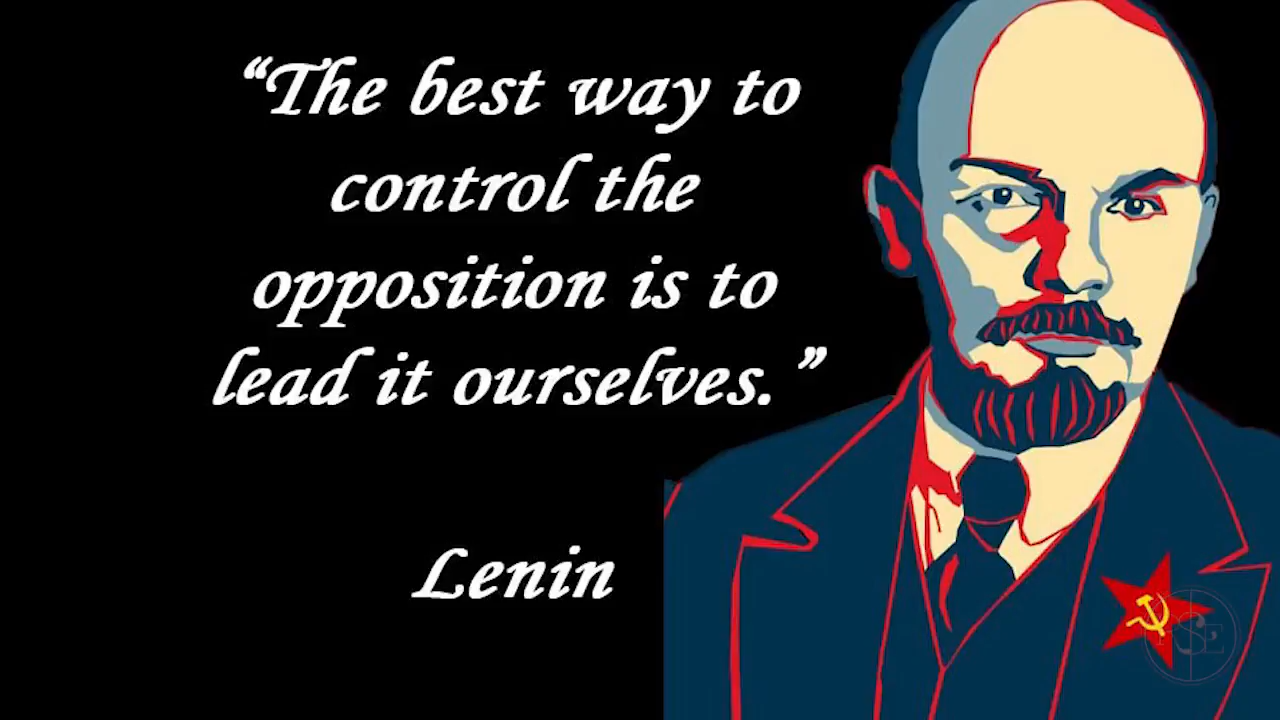 “The best way to
control the
opposition is to
lead it ourselves.”
Lenin